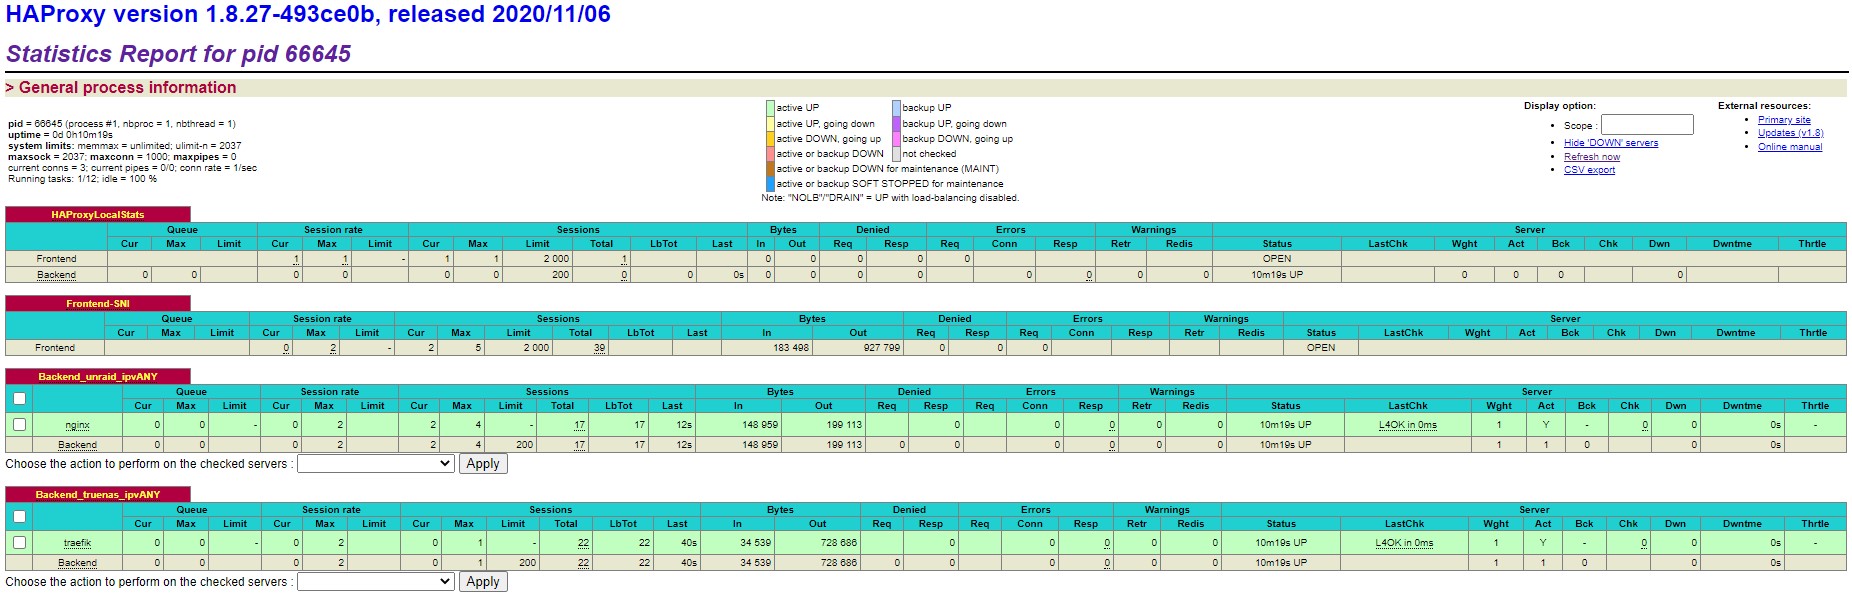 HAProxy version 1.8.27-493ce0b, released 2020/11/06
Statistics Report for pid 66645
> General process information
pid = 66645 (process #1, nbproc = 1, nbthread = 1)
uptime = 0d 0h10m19s
system limits: memmax = unlimited; ulimit-n = 2037
maxsock = 2037; maxconn = 1000; maxpipes = 0
current conns = 3; current pipes = 0/0; conn rate = 1/sec
Running tasks: 1/12; idle = 100 %
active UP backup UP
active UP, going down backup UP, going down
active DOWN, going up backup DOWN, going up
active or backup DOWN not checked
active or backup DOWN for maintenance (MAINT)
active or backup SOFT STOPPED for maintenance
Note: "NOLB"/"DRAIN" = UP with load-balancing disabled.
Display option:
• Scope :
• Hide 'DOWN' servers
• Refresh now
• CSV export
External resources:
• Primary site
• Updates (v1.8)
• Online manual
HAProxyLocalStats
Queue Session rate Sessions Bytes Denied Errors Warnings Server
Cur Max Limit Cur Max Limit Cur Max Limit Total LbTot Last In Out Req Resp Req Conn Resp Retr Redis Status LastChk Wght Act Bck Chk Dwn Dwntme Thrtle
Frontend 1 1 - 1 1 2 000 1 0 0 0 0 0 OPEN
Backend 0 0 0 0 0 0 200 0 0 0s 0 0 0 0 0 0 0 0 10m19s UP 0 0 0 0
Frontend-SNI
Queue Session rate Sessions Bytes Denied Errors Warnings Server
Cur Max Limit Cur Max Limit Cur Max Limit Total LbTot Last In Out Req Resp Req Conn Resp Retr Redis Status LastChk Wght Act Bck Chk Dwn Dwntme Thrtle
Frontend 0 2 - 2 5 2 000 39 183 498 927 799 0 0 0 OPEN
Backend_unraid_ipvANY
Queue Session rate Sessions Bytes Denied Errors Warnings Server
Cur Max Limit Cur Max Limit Cur Max Limit Total LbTot Last In Out Req Resp Req Conn Resp Retr Redis Status LastChk Wght Act Bck Chk Dwn Dwntme Thrtle
nginx 0 0 - 0 2 2 4 - 17 17 12s 148 959 199 113 0 0 0 0 0 10m19s UP L4OK in 0ms 1 Y - 0 0 0s -
Backend 0 0 0 2 2 4 200 17 17 12s 148 959 199 113 0 0 0 0 0 0 10m19s UP 1 1 0 0 0s
Choose the action to perform on the checked servers : Apply
Backend_truenas_ipvANY
Queue Session rate Sessions Bytes Denied Errors Warnings Server
Cur Max Limit Cur Max Limit Cur Max Limit Total LbTot Last In Out Req Resp Req Conn Resp Retr Redis Status LastChk Wght Act Bck Chk Dwn Dwntme Thrtle
traefik 0 0 - 0 2 0 1 - 22 22 40s 34 539 728 686 0 0 0 0 0 10m19s UP L4OK in 0ms 1 Y - 0 0 0s -
Backend 0 0 0 2 0 1 200 22 22 40s 34 539 728 686 0 0 0 0 0 0 10m19s UP 1 1 0 0 0s
Choose the action to perform on the checked servers : Apply